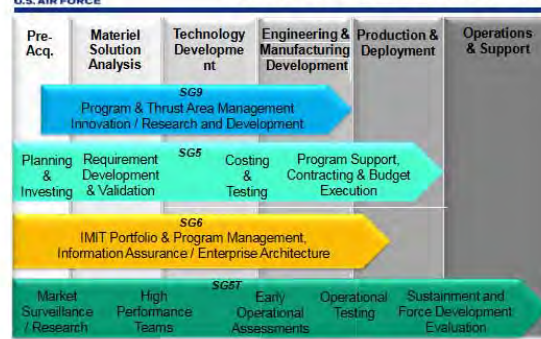 U.S. AIR FORCE
Pre-
Acq.
Materiel
Solution
Analysis
Technology
Developme
nt
Engineering &
Manufacturing
Development
Production &
Deployment
Operations
& Support
SG9
Program & Thrust Area Management
Innovation / Research and Development
Planning
&
Investing
Requirement
Development
& Validation
SG5
Costing
&
Testing
Program Support,
Contracting & Budget
Execution
SG6
IMIT Portfolio & Program Management,
Information Assurance / Enterprise Architecture
SG5T
Market
Surveillance
/ Research
High
Performance
Teams
Early
Operational
Assessments
Operational
Testing
Sustainment and
Force Development
Evaluation